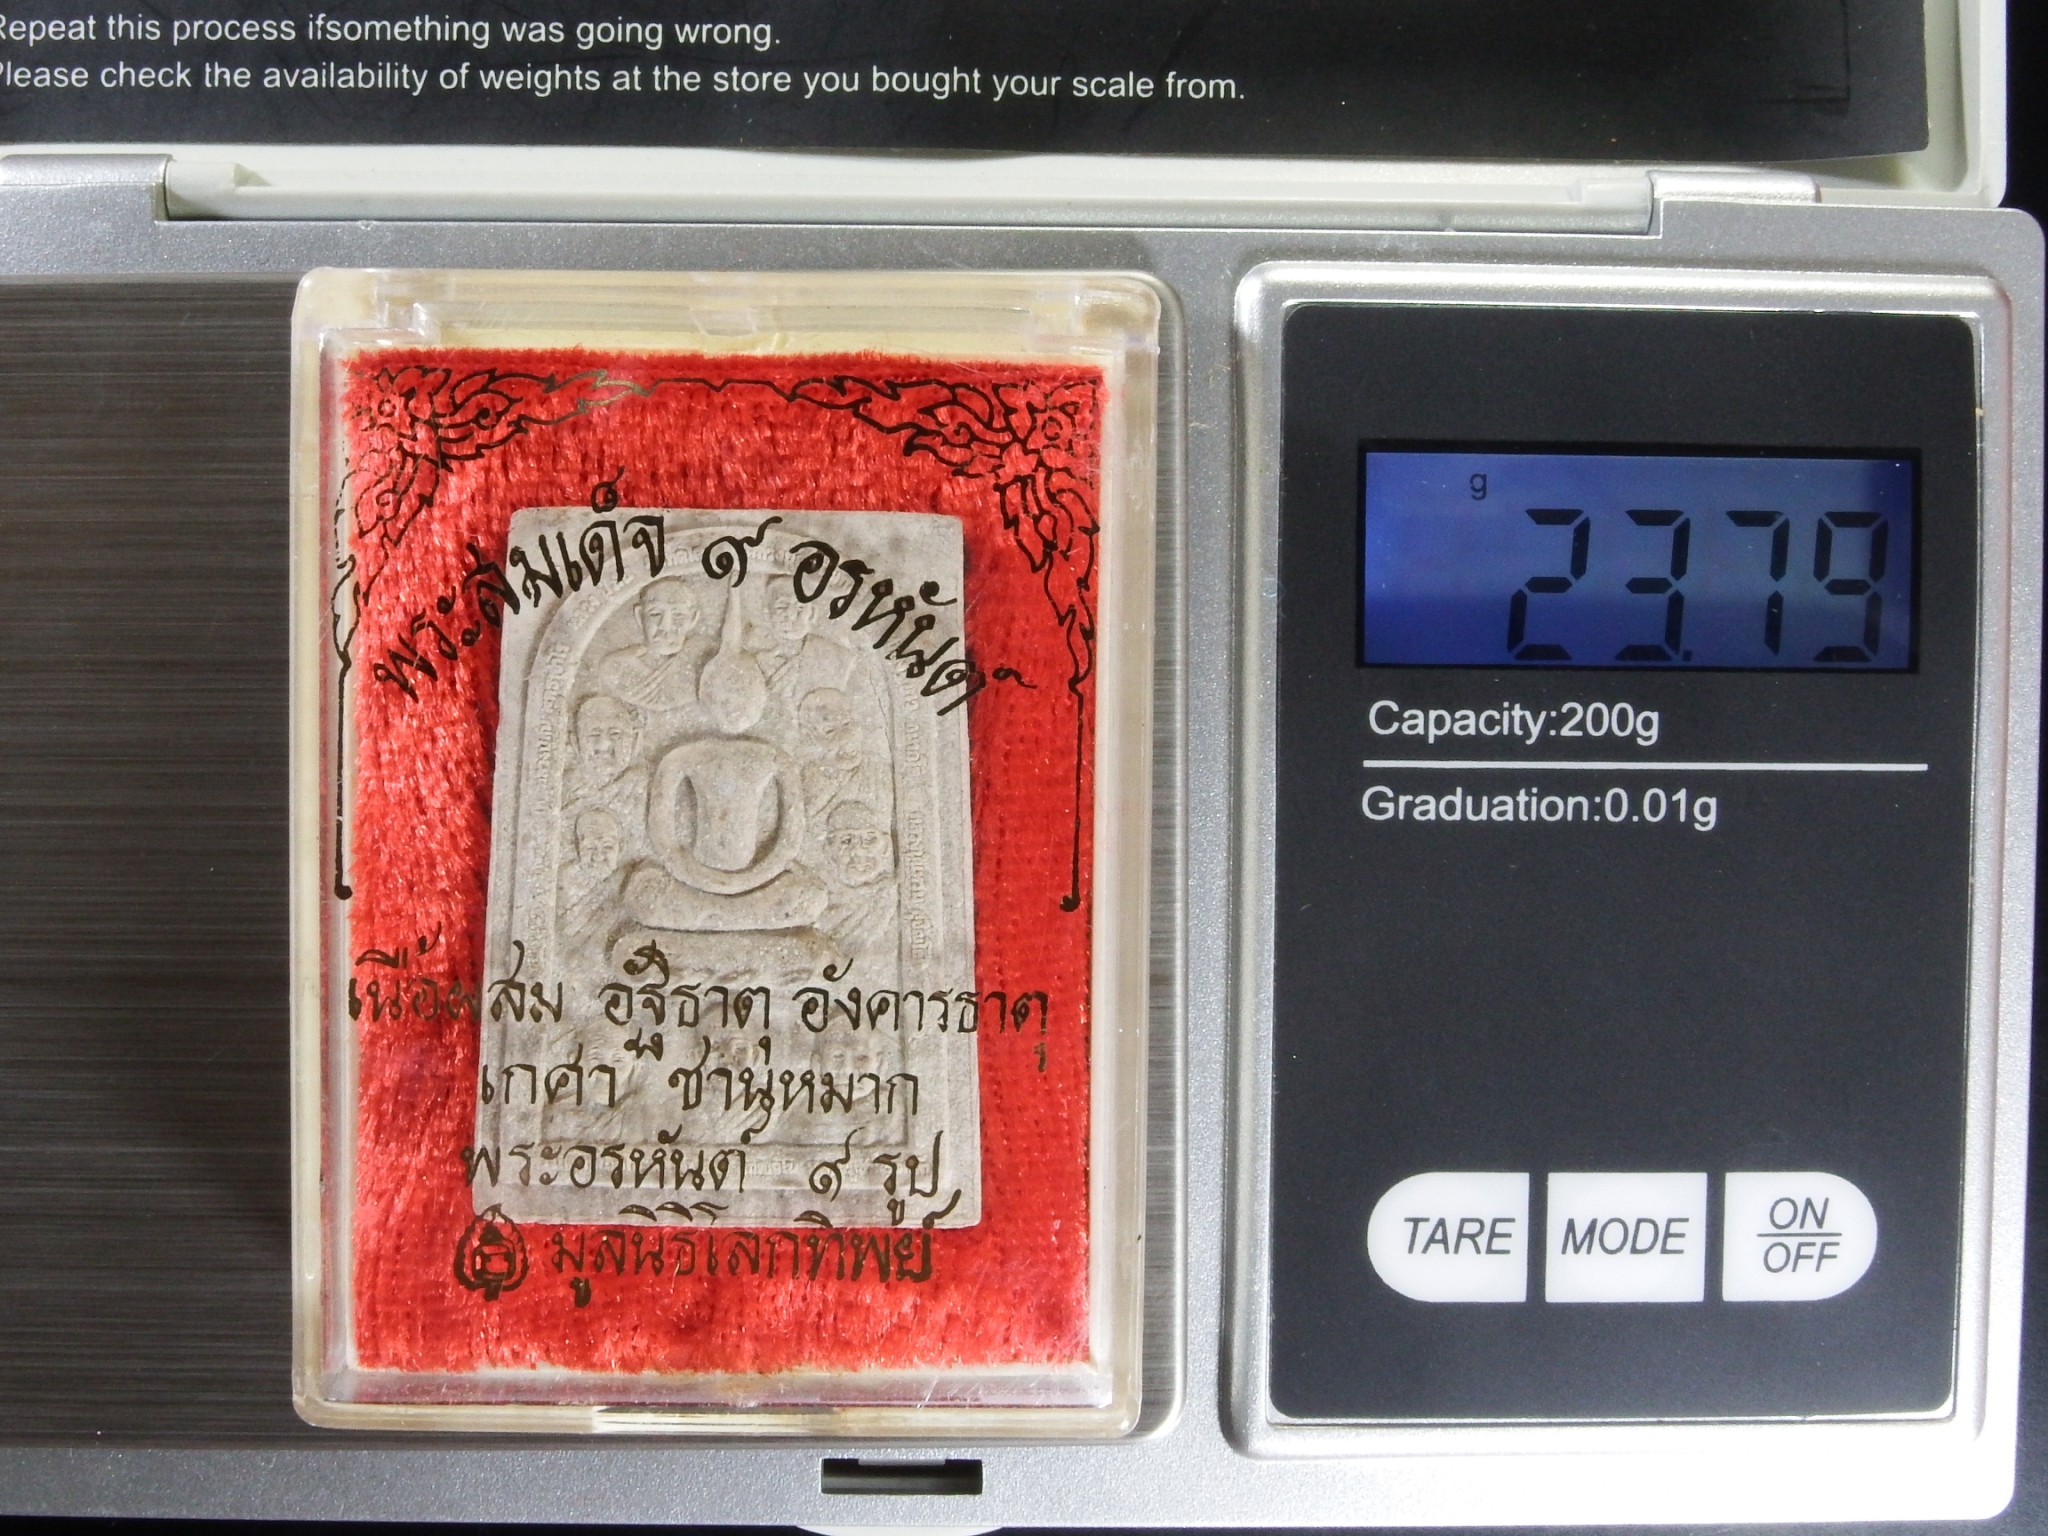 Repeat this process ifsomething was going wrong.
Please check the availability of weights at the store you bought your scale from.
พระสมเด็จ ๙ อรหันต์
เนื้อผสม อัฐิธาตุ อังคารธาตุ
เกศา ชานหมาก
พระอรหันต์ ๙ รูป
มูลนิธิโลกทิพย์
g
23.79
Capacity:200g
Graduation:0.01g
TARE
MODE
ON
OFF